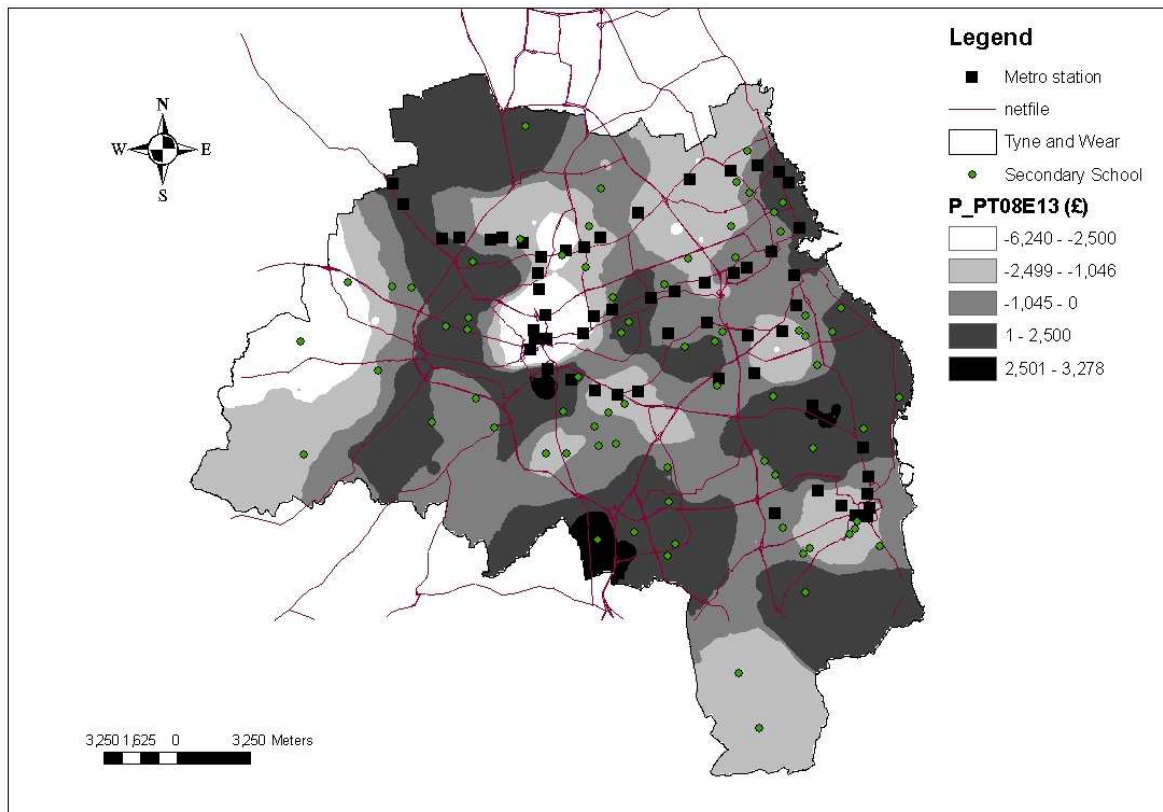 N
W E
S
Legend
Metro station
netfile
Tyne and Wear
Secondary School
P_PT08E13 (£)
-6,240 - -2,500
-2,499 - -1,046
-1,045 - 0
1 - 2,500
2,501 - 3,278
3,250 1,625 0 3,250 Meters